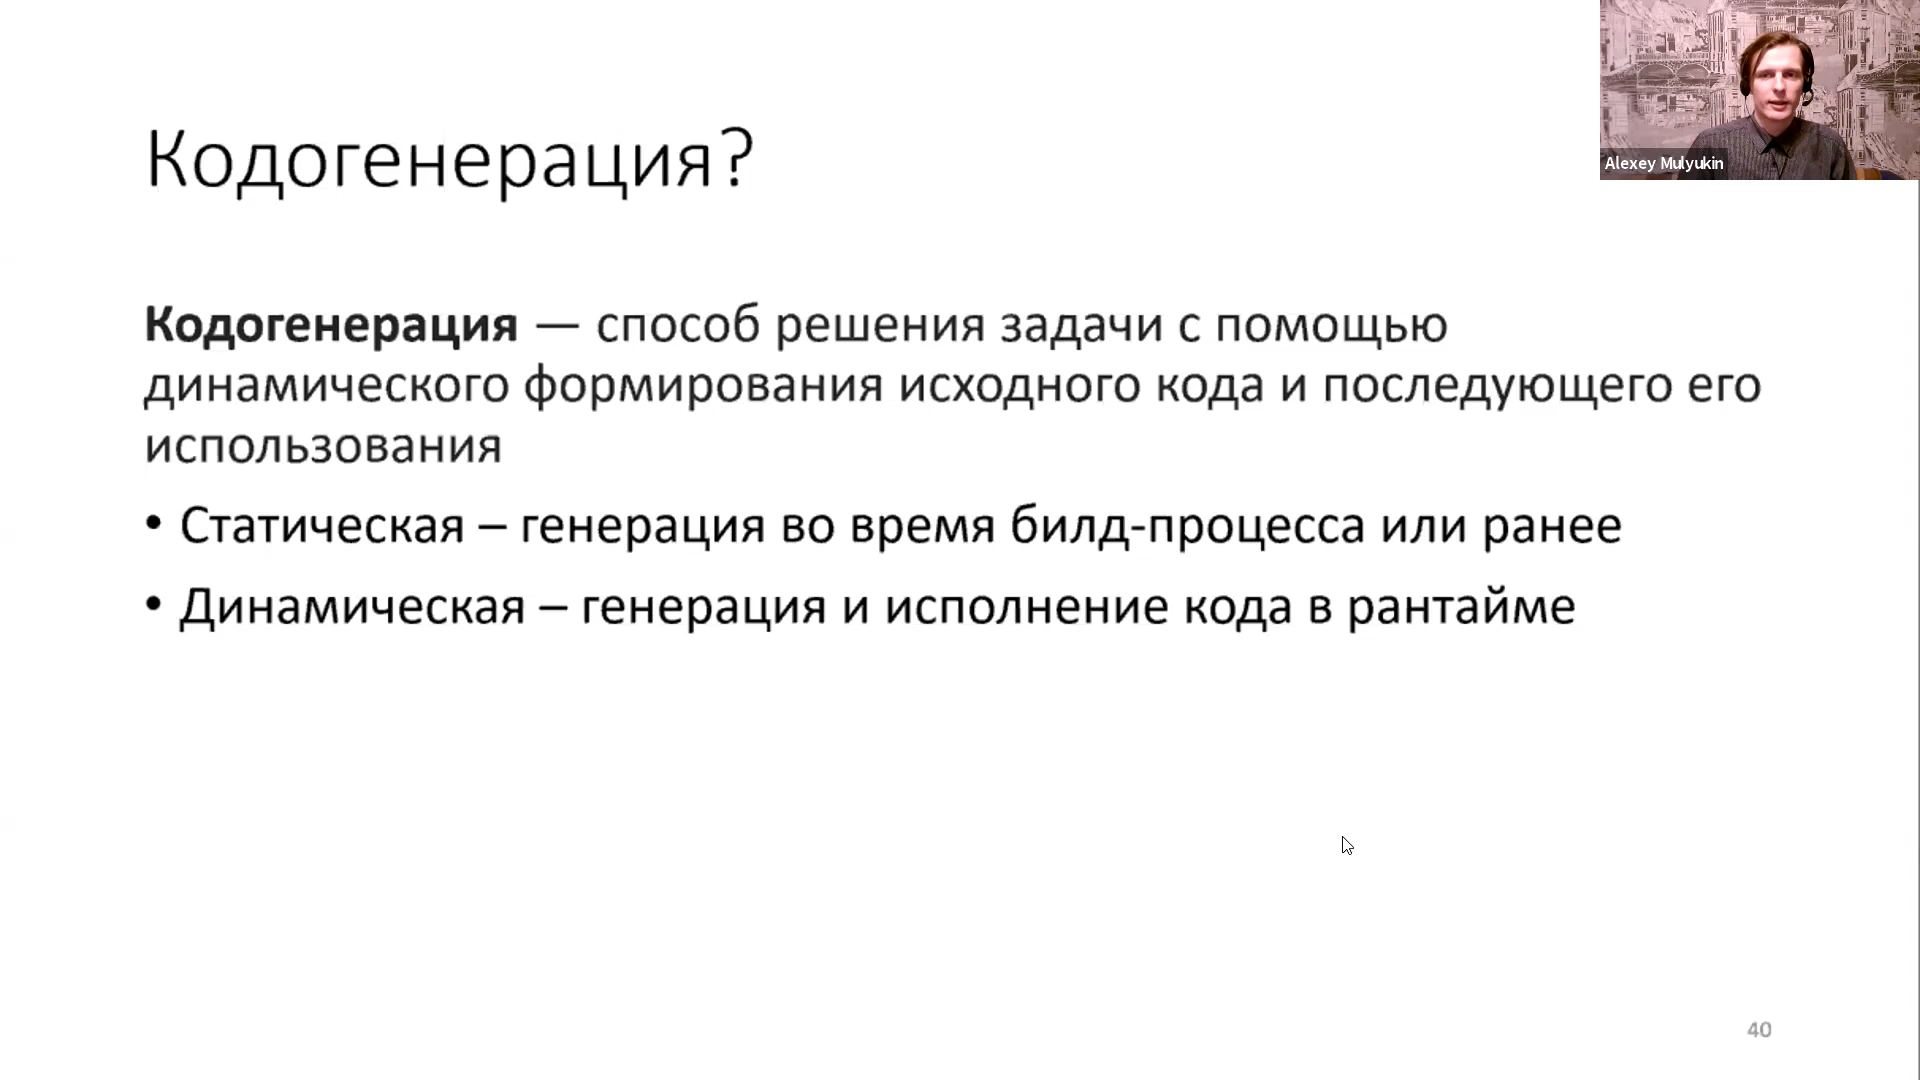 Alexey Mulyukin
Кодогенерация?
Кодогенерация — способ решения задачи с помощью
динамического формирования исходного кода и последующего его
использования
• Статическая – генерация во время билд-процесса или ранее
• Динамическая – генерация и исполнение кода в рантайме
40